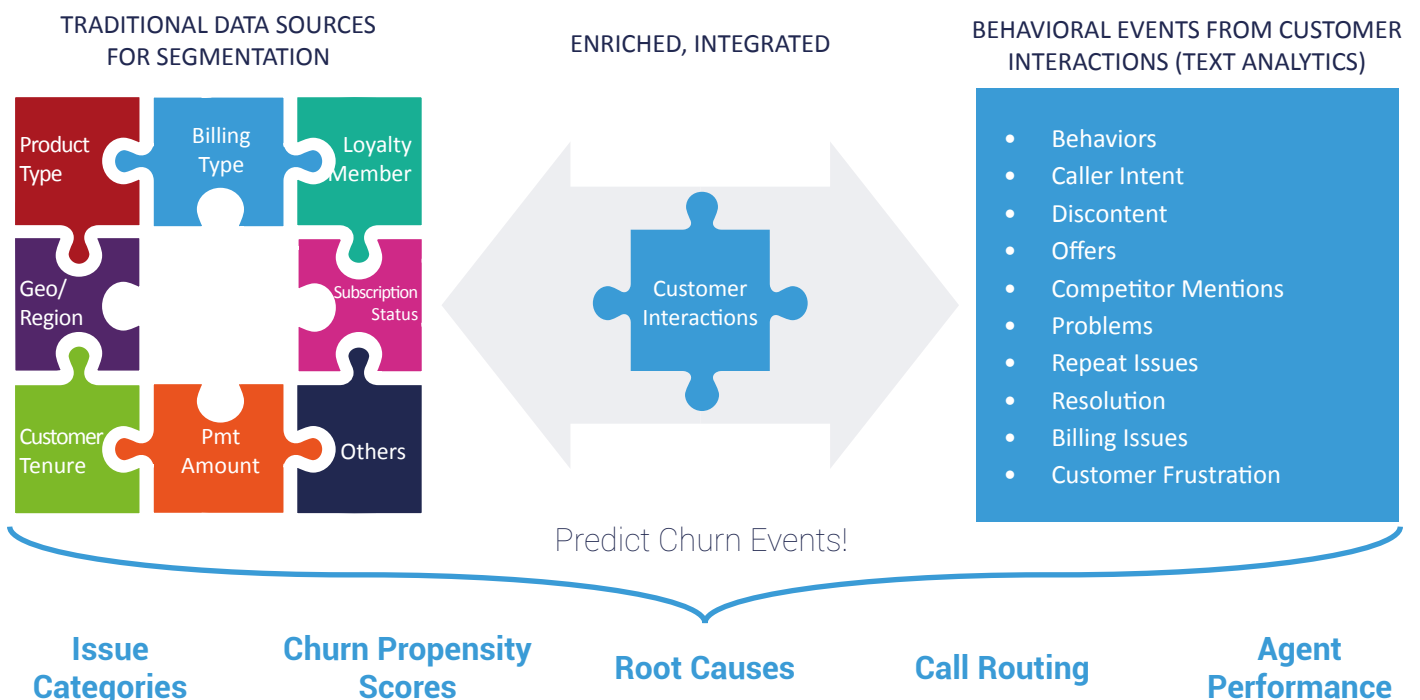 TRADITIONAL DATA SOURCES
FOR SEGMENTATION
ENRICHED, INTEGRATED
BEHAVIORAL EVENTS FROM CUSTOMER
INTERACTIONS (TEXT ANALYTICS)
Product
Type
Billing
Type
Loyalty
Member
Geo/
Region
Subscription
Status
Customer
Tenure
Pmt
Amount
Others
Customer
Interactions
• Behaviors
• Caller Intent
• Discontent
• Offers
• Competitor Mentions
• Problems
• Repeat Issues
• Resolution
• Billing Issues
• Customer Frustration
Predict Churn Events!
Issue
Categories
Churn Propensity
Scores
Root Causes
Call Routing
Agent
Performance